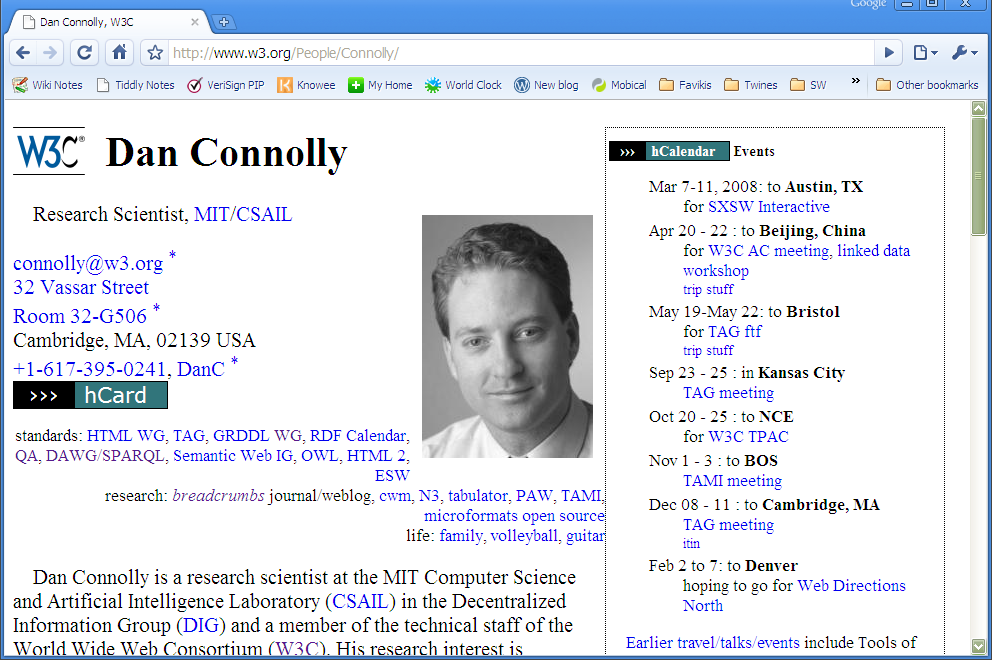 Google
Dan Connolly, W3C
http://www.w3.org/People/Connolly/
Wiki Notes Tiddly Notes VeriSign PIP Knowee My Home World Clock New blog Mobical Favikis Twines SW » Other bookmarks
W3C® Dan Connolly
Research Scientist, MIT/CSAIL
connolly@w3.org *
32 Vassar Street
Room 32-G506 *
Cambridge, MA, 02139 USA
+1-617-395-0241, DanC *
››› hCard
standards: HTML WG, TAG, GRDDL WG, RDF Calendar,
QA, DAWG/SPARQL, Semantic Web IG, OWL, HTML 2,
ESW
research: breadcrumbs journal/weblog, cwm, N3, tabulator, PAW, TAMI,
microformats open source
life: family, volleyball, guitar
Dan Connolly is a research scientist at the MIT Computer Science
and Artificial Intelligence Laboratory (CSAIL) in the Decentralized
Information Group (DIG) and a member of the technical staff of the
World Wide Web Consortium (W3C). His research interest is
››› hCalendar Events
Mar 7-11, 2008: to Austin, TX
for SXSW Interactive
Apr 20 - 22 : to Beijing, China
for W3C AC meeting, linked data
workshop
trip stuff
May 19-May 22: to Bristol
for TAG ftf
trip stuff
Sep 23 - 25 : in Kansas City
TAG meeting
Oct 20 - 25 : to NCE
for W3C TPAC
Nov 1 - 3 : to BOS
TAMI meeting
Dec 08 - 11 : to Cambridge, MA
TAG meeting
itin
Feb 2 to 7: to Denver
hoping to go for Web Directions
North
Earlier travel/talks/events include Tools of